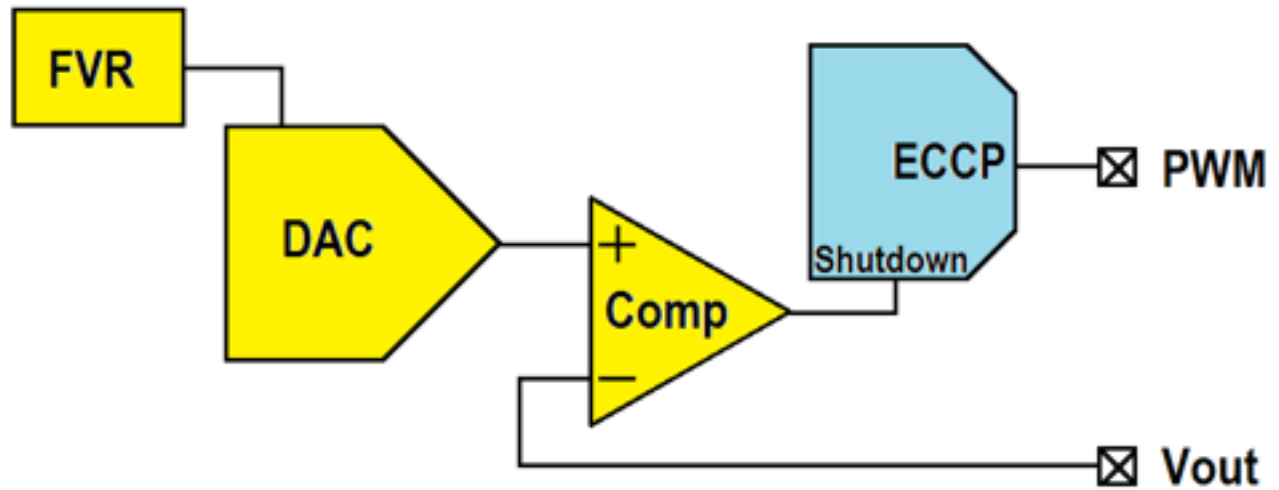 FVR
DAC
+
Comp
−
ECCP
Shutdown
PWM
Vout